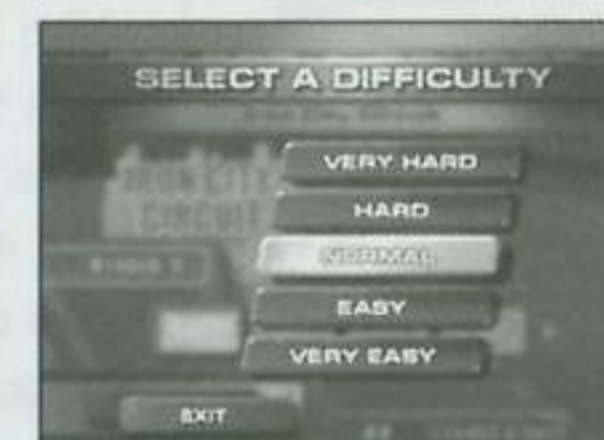 SELECT A DIFFICULTY
VERY HARD
HARD
NORMAL
EASY
VERY EASY
EXIT